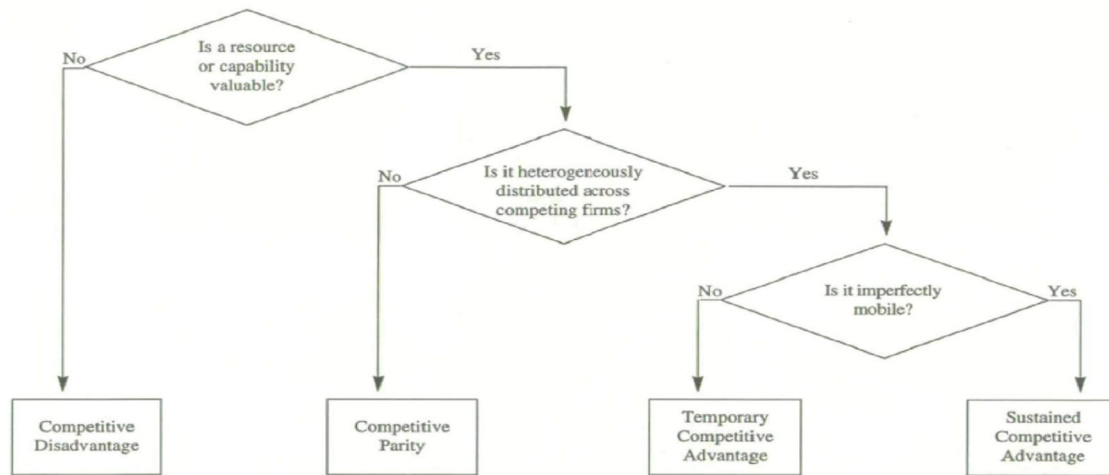 Is a resource
or capability
valuable?
No
Yes
Is it heterogeneously
distributed across
competing firms?
No
Yes
Is it imperfectly
mobile?
No
Yes
Competitive
Disadvantage
Competitive
Parity
Temporary
Competitive
Advantage
Sustained
Competitive
Advantage